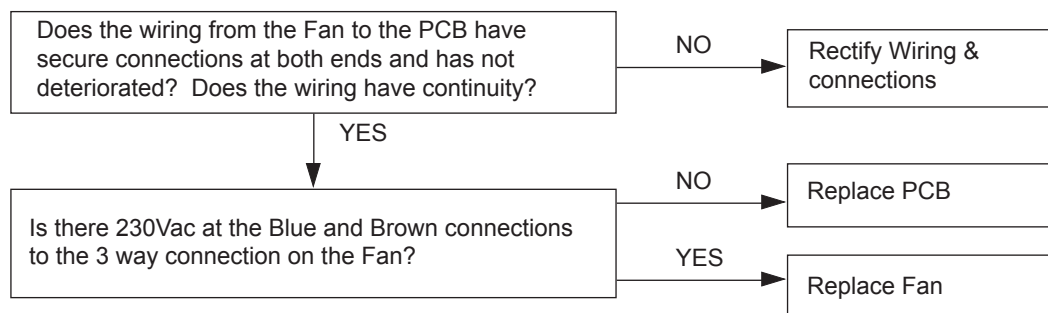 Does the wiring from the Fan to the PCB have
secure connections at both ends and has not
deteriorated?  Does the wiring have continuity?
NO
Rectify Wiring &
connections
YES
Is there 230Vac at the Blue and Brown connections
to the 3 way connection on the Fan?
NO
Replace PCB
YES
Replace Fan